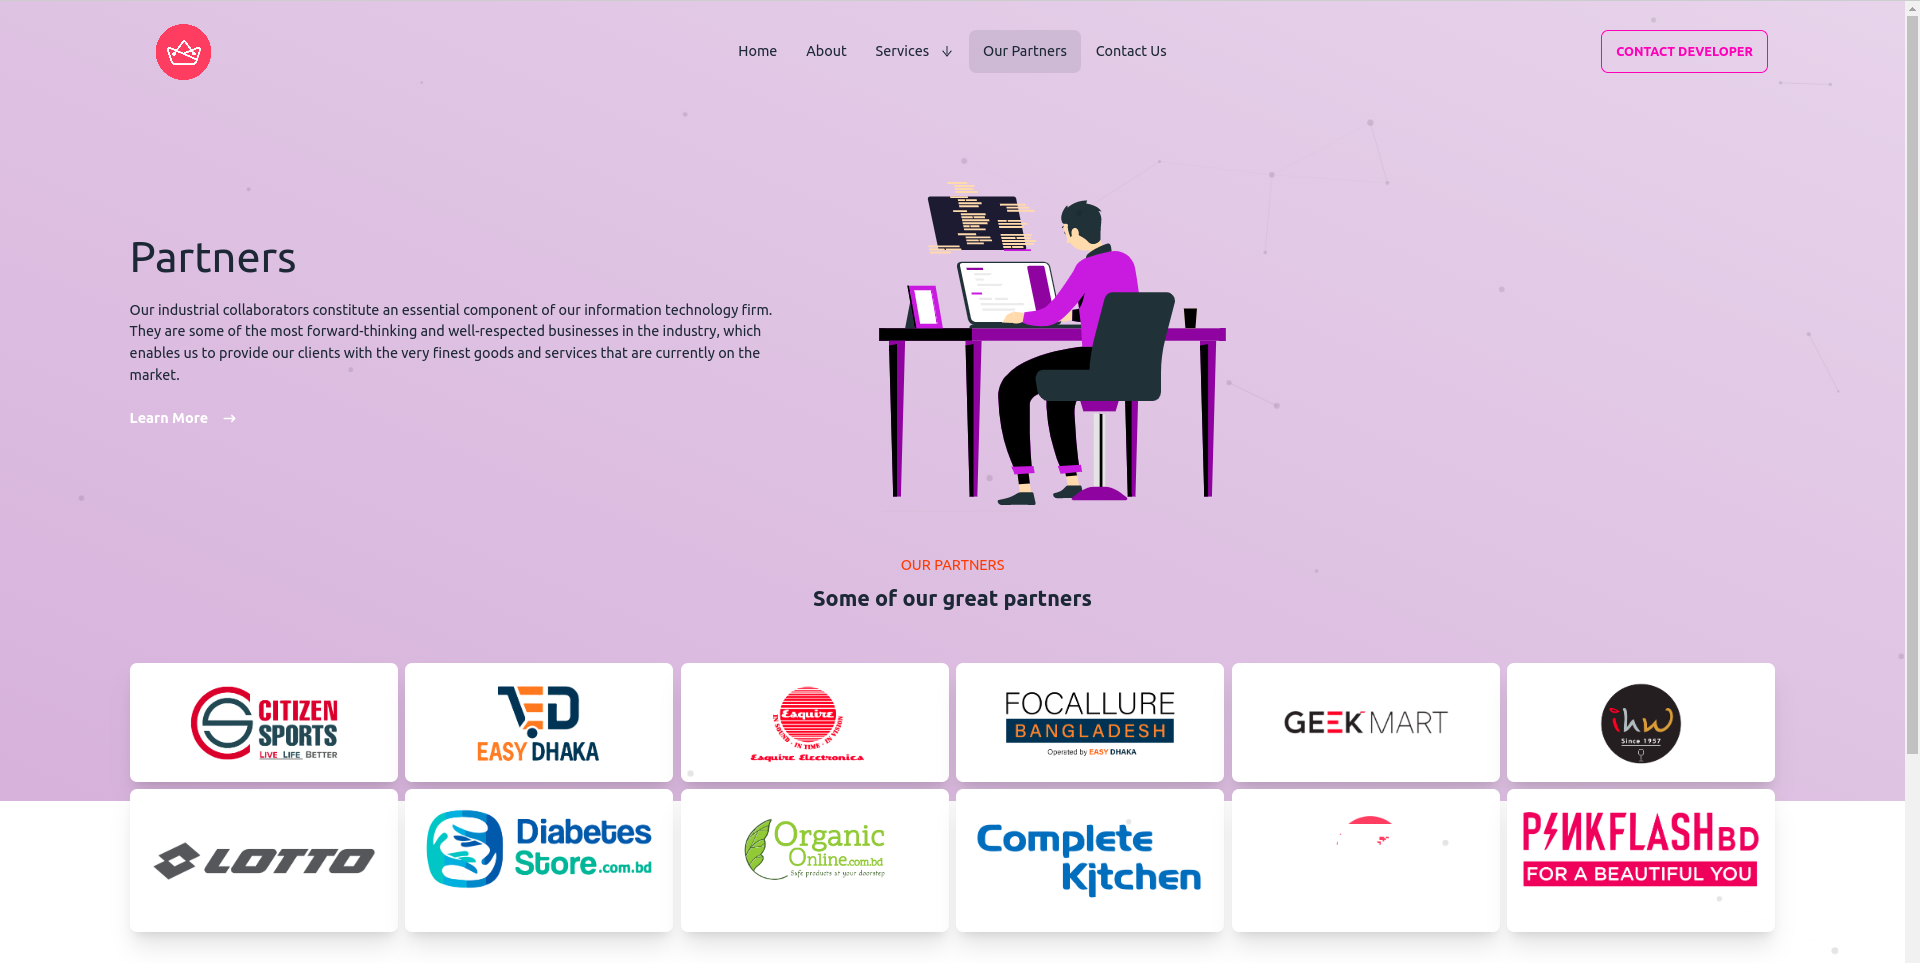 Home
About
Services
Our Partners
Contact Us
CONTACT DEVELOPER
Partners
Our industrial collaborators constitute an essential component of our information technology firm.
They are some of the most forward-thinking and well-respected businesses in the industry, which
enables us to provide our clients with the very finest goods and services that are currently on the
market.
Learn More
OUR PARTNERS
Some of our great partners
CITIZEN
SPORTS
LIVE LIFE BETTER
ED
EASY DHAKA
Esquire
IN SOUND · IN TIME · IN VISION
Esquire Electronics
FOCALLURE
BANGLADESH
Operated by EASY DHAKA
GEEK MART
ihw
Since 1957
LOTTO
Diabetes
Store.com.bd
Organic
Online.com.bd
Safe products at your doorstep
Complete
Kitchen
PINKFLASH BD
FOR A BEAUTIFUL YOU